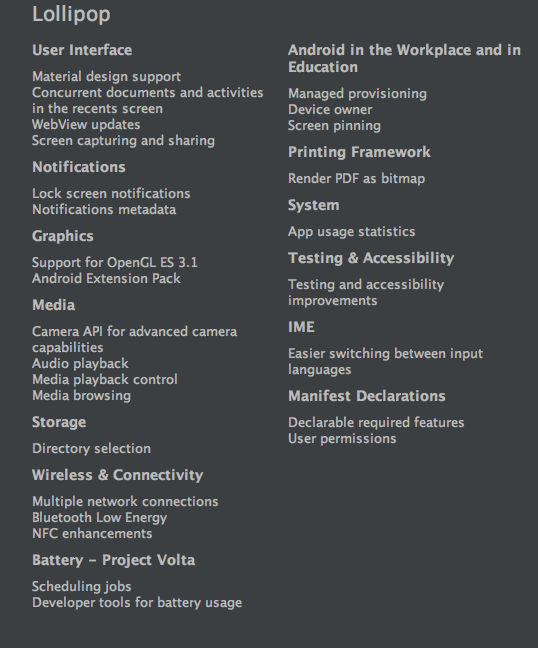 Lollipop
User Interface
Material design support
Concurrent documents and activities
in the recents screen
WebView updates
Screen capturing and sharing
Notifications
Lock screen notifications
Notifications metadata
Graphics
Support for OpenGL ES 3.1
Android Extension Pack
Media
Camera API for advanced camera
capabilities
Audio playback
Media playback control
Media browsing
Storage
Directory selection
Wireless & Connectivity
Multiple network connections
Bluetooth Low Energy
NFC enhancements
Battery - Project Volta
Scheduling jobs
Developer tools for battery usage
Android in the Workplace and in
Education
Managed provisioning
Device owner
Screen pinning
Printing Framework
Render PDF as bitmap
System
App usage statistics
Testing & Accessibility
Testing and accessibility
improvements
IME
Easier switching between input
languages
Manifest Declarations
Declarable required features
User permissions